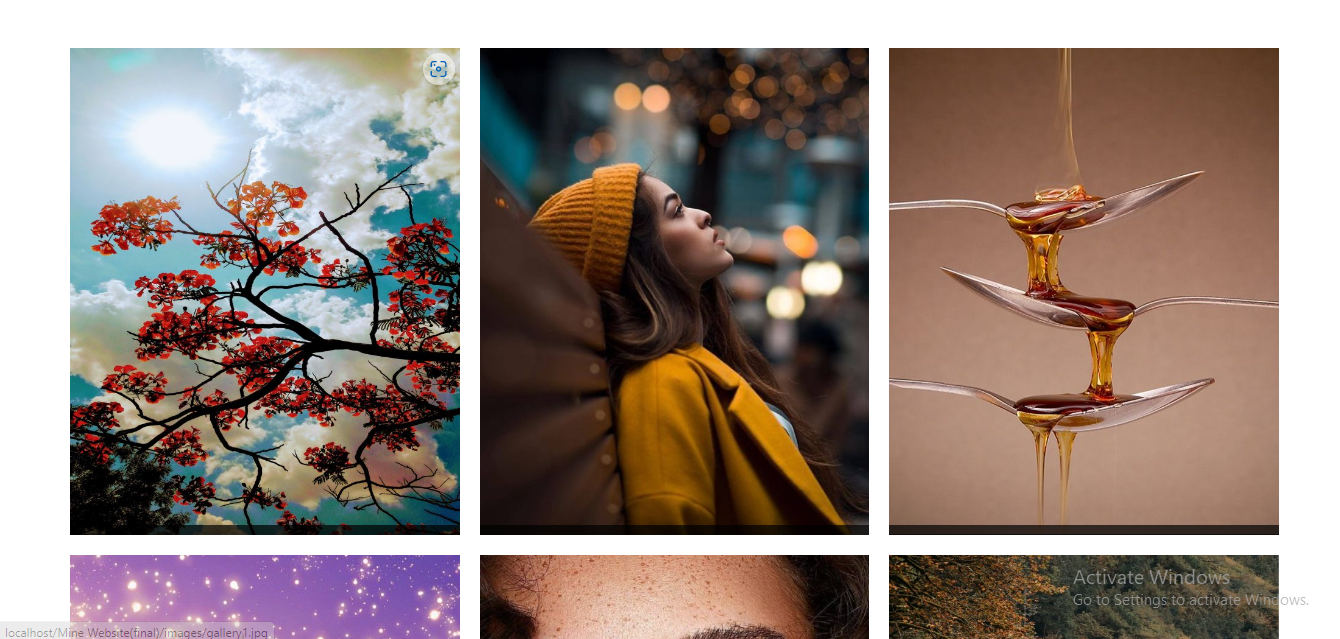 Activate Windows
Go to Settings to activate Windows.
localhost/Mine Website(final)/images/gallery1.jpg